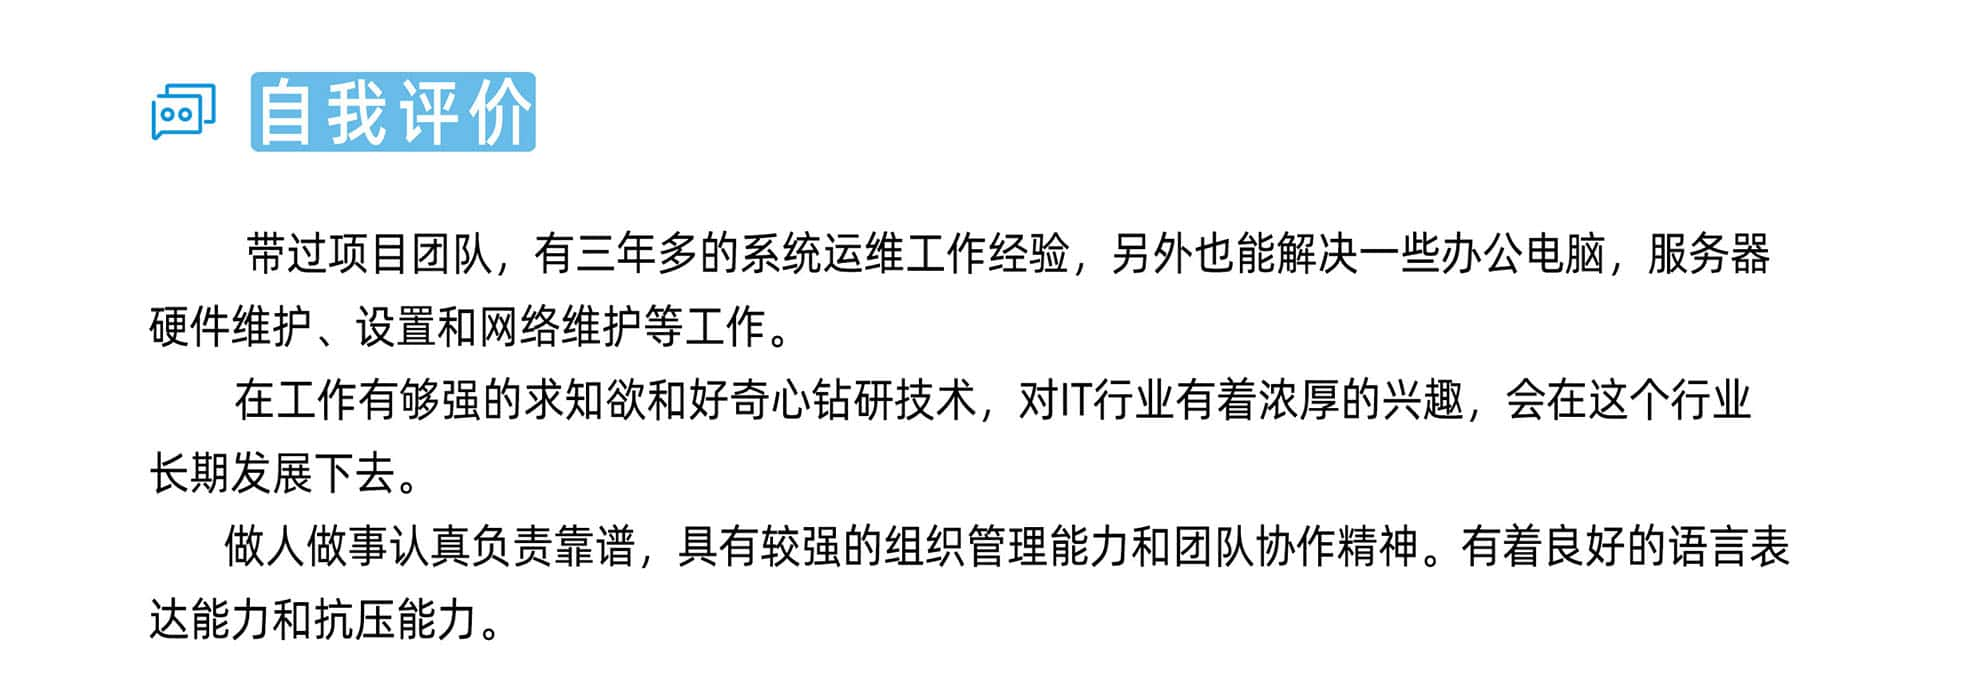 自我评价
带过项目团队，有三年多的系统运维工作经验，另外也能解决一些办公电脑，服务器
硬件维护、设置和网络维护等工作。
在工作有够强的求知欲和好奇心钻研技术，对IT行业有着浓厚的兴趣，会在这个行业
长期发展下去。
做人做事认真负责靠谱，具有较强的组织管理能力和团队协作精神。有着良好的语言表
达能力和抗压能力。